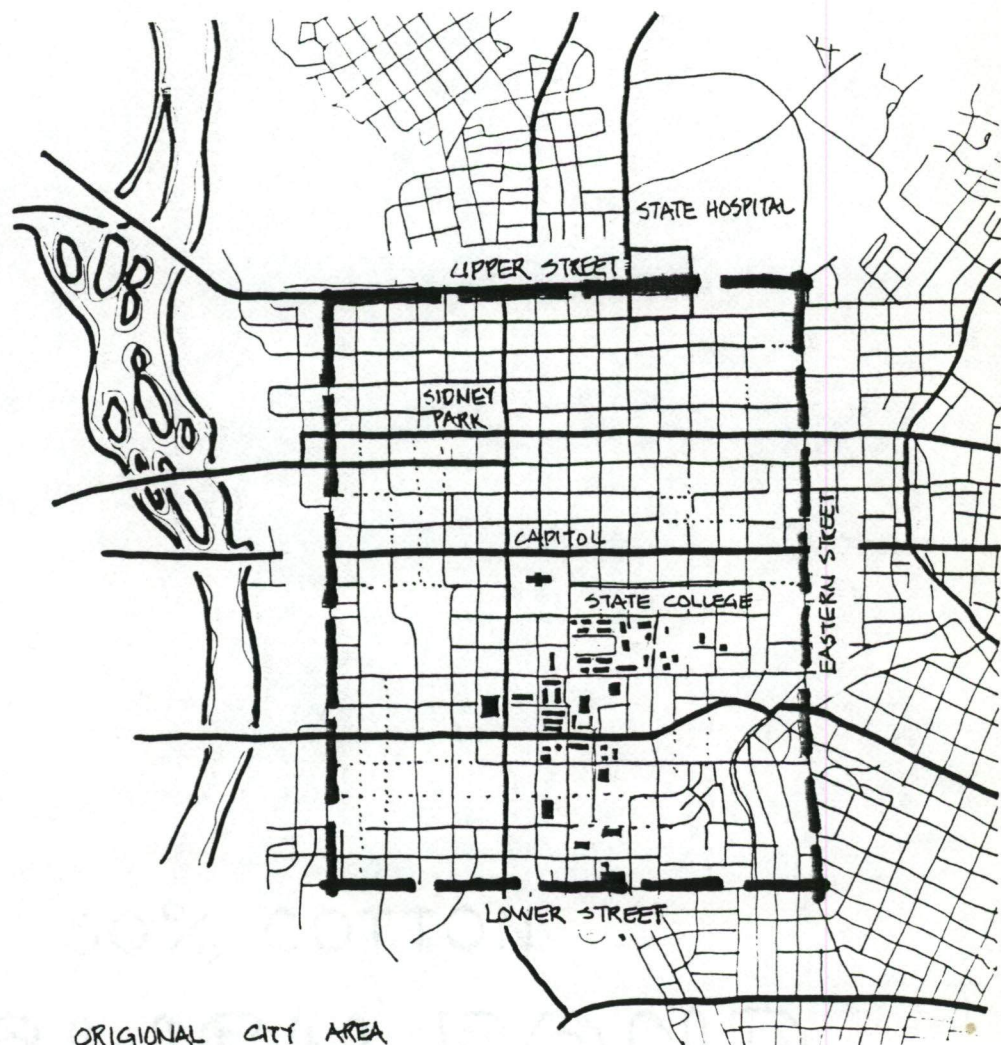 STATE HOSPITAL
UPPER STREET
SIDNEY
PARK
CAPITOL
STATE COLLEGE
EASTERN STREET
LOWER STREET
ORIGIONAL CITY AREA